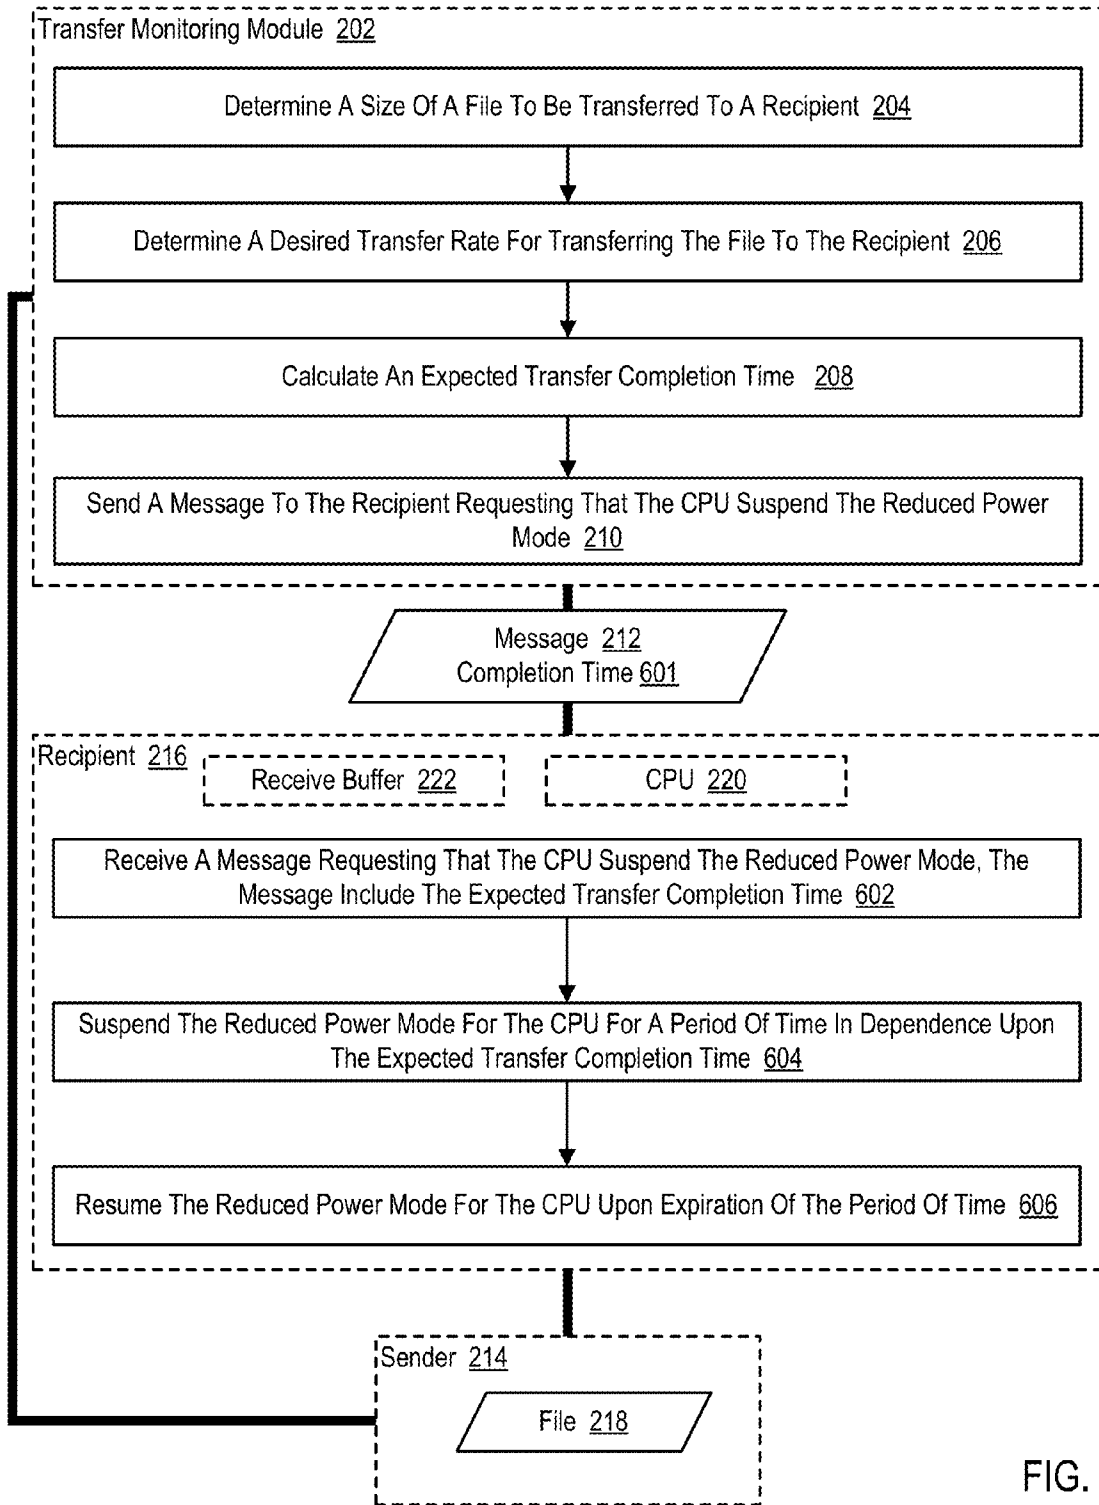 Transfer Monitoring Module 202
Determine A Size Of A File To Be Transferred To A Recipient 204
Determine A Desired Transfer Rate For Transferring The File To The Recipient 206
Calculate An Expected Transfer Completion Time 208
Send A Message To The Recipient Requesting That The CPU Suspend The Reduced Power
Mode 210
Message 212
Completion Time 601
Recipient 216
Receive Buffer 222
CPU 220
Receive A Message Requesting That The CPU Suspend The Reduced Power Mode, The
Message Include The Expected Transfer Completion Time 602
Suspend The Reduced Power Mode For The CPU For A Period Of Time In Dependence Upon
The Expected Transfer Completion Time 604
Resume The Reduced Power Mode For The CPU Upon Expiration Of The Period Of Time 606
Sender 214
File 218
FIG.